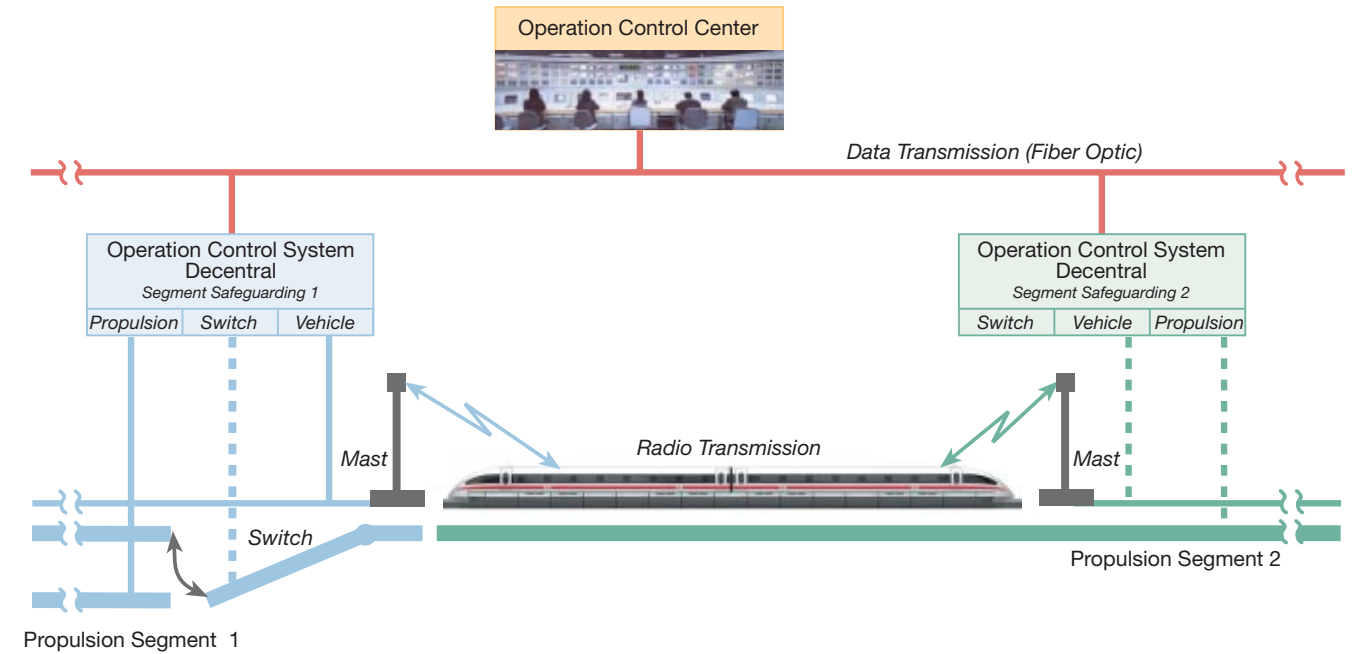 Operation Control Center
Data Transmission (Fiber Optic)
Operation Control System
Decentral
Segment Safeguarding 1
Propulsion Switch Vehicle
Operation Control System
Decentral
Segment Safeguarding 2
Switch Vehicle Propulsion
Mast
Radio Transmission
Mast
Switch
Propulsion Segment 2
Propulsion Segment 1